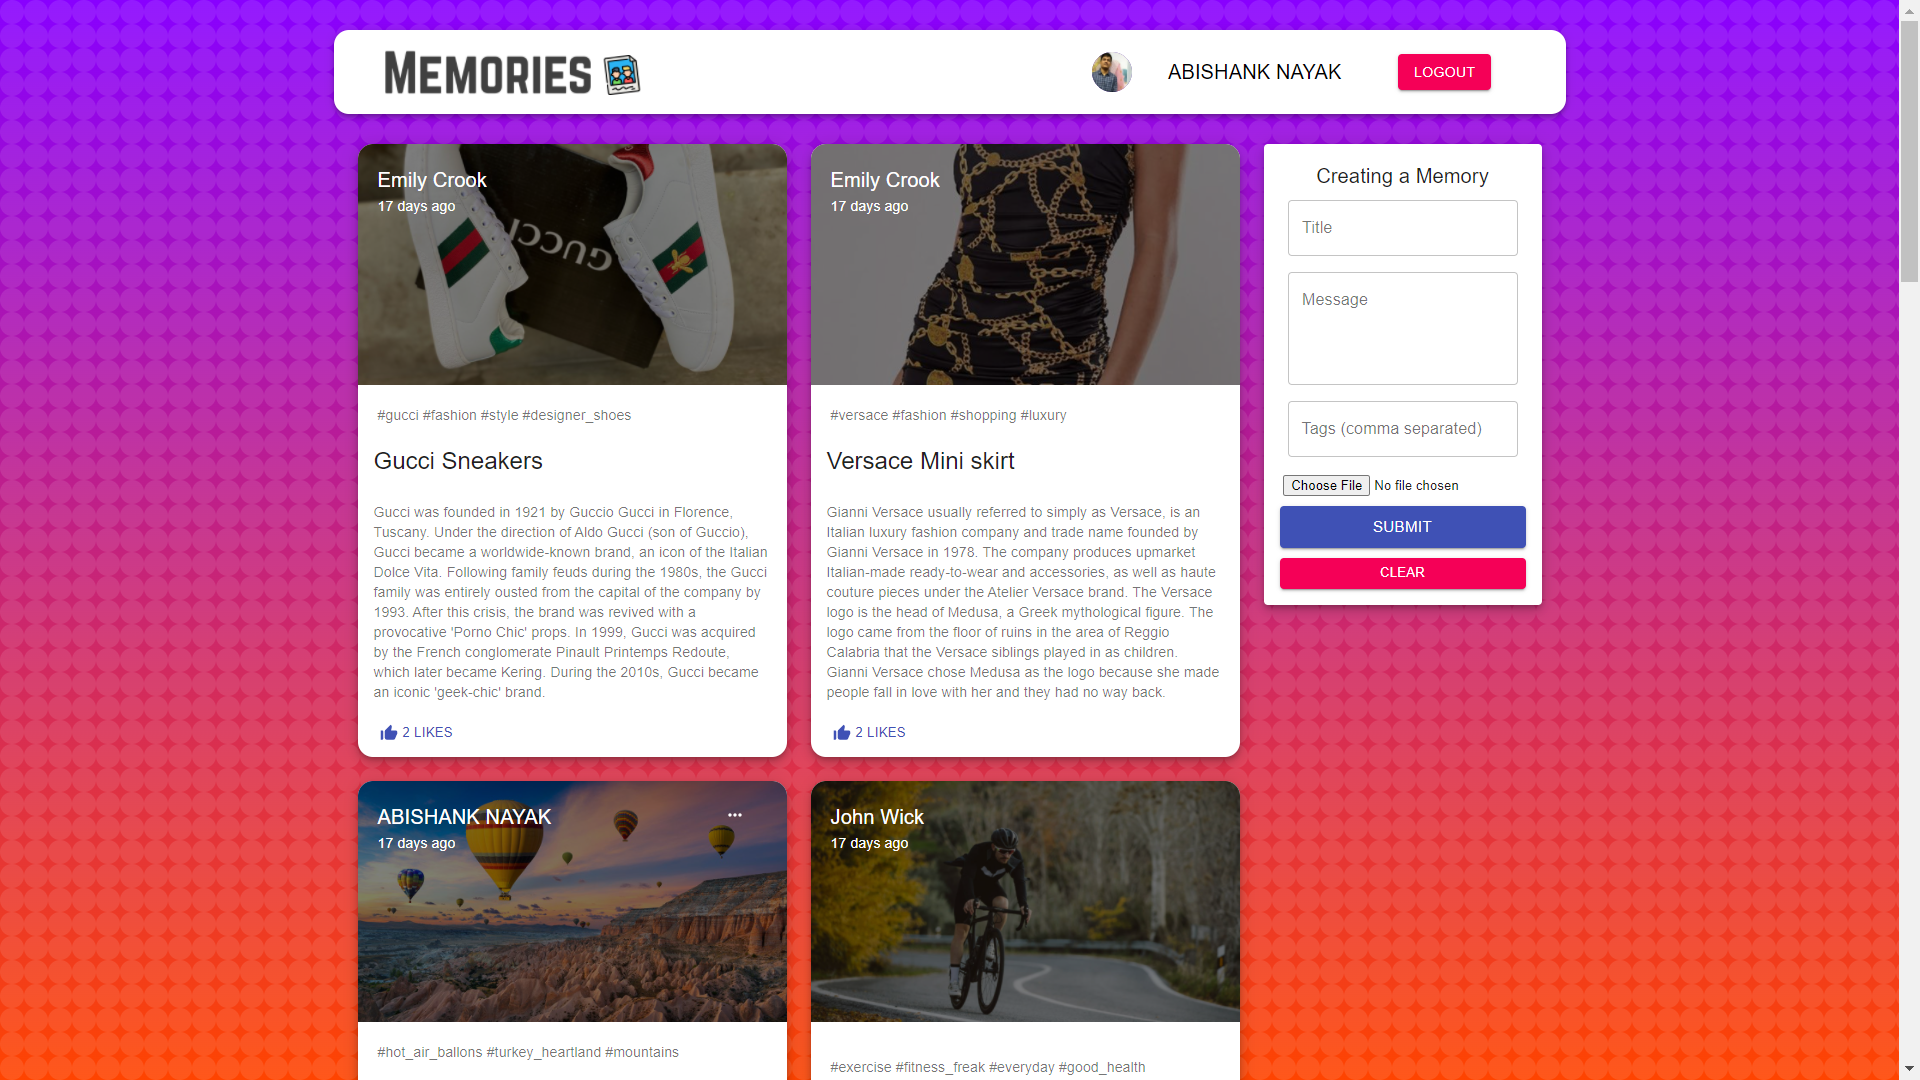 MEMORIES
ABISHANK NAYAK
LOGOUT
Emily Crook
17 days ago
GUCCI
#gucci #fashion #style #designer_shoes
Gucci Sneakers
Gucci was founded in 1921 by Guccio Gucci in Florence,
Tuscany. Under the direction of Aldo Gucci (son of Guccio),
Gucci became a worldwide-known brand, an icon of the Italian
Dolce Vita. Following family feuds during the 1980s, the Gucci
family was entirely ousted from the capital of the company by
1993. After this crisis, the brand was revived with a
provocative 'Porno Chic' props. In 1999, Gucci was acquired
by the French conglomerate Pinault Printemps Redoute,
which later became Kering. During the 2010s, Gucci became
an iconic 'geek-chic' brand.
2 LIKES
Emily Crook
17 days ago
#versace #fashion #shopping #luxury
Versace Mini skirt
Gianni Versace usually referred to simply as Versace, is an
Italian luxury fashion company and trade name founded by
Gianni Versace in 1978. The company produces upmarket
Italian-made ready-to-wear and accessories, as well as haute
couture pieces under the Atelier Versace brand. The Versace
logo is the head of Medusa, a Greek mythological figure. The
logo came from the floor of ruins in the area of Reggio
Calabria that the Versace siblings played in as children.
Gianni Versace chose Medusa as the logo because she made
people fall in love with her and they had no way back.
2 LIKES
Creating a Memory
Title
Message
Tags (comma separated)
Choose File No file chosen
SUBMIT
CLEAR
ABISHANK NAYAK
17 days ago
#hot_air_ballons #turkey_heartland #mountains
John Wick
17 days ago
#exercise #fitness_freak #everyday #good_health